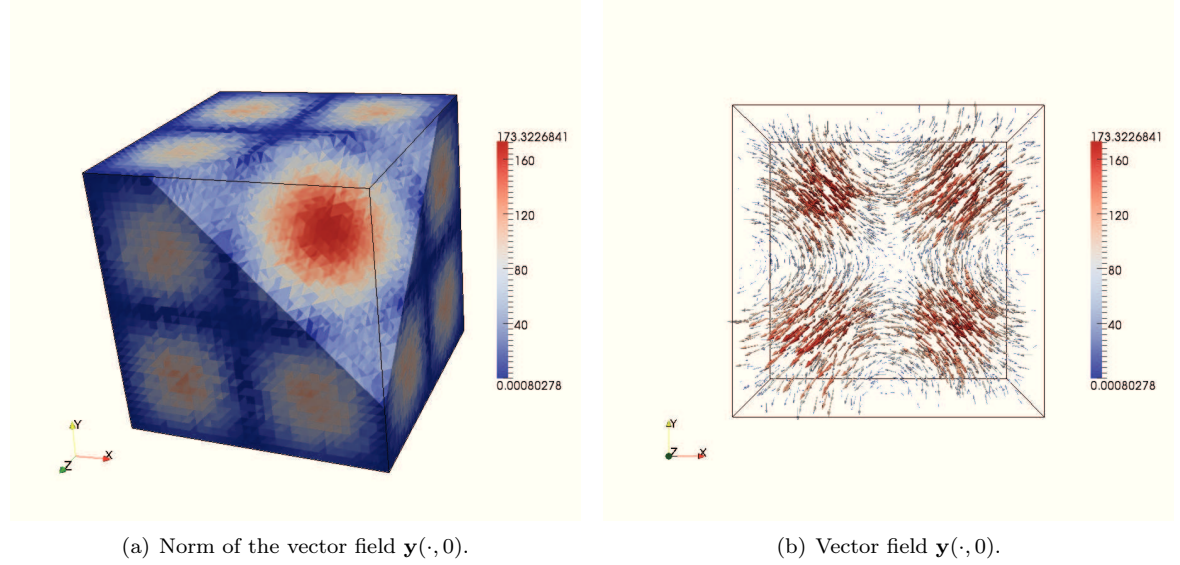 173.3226841
160
120
80
40
0.00080278
Y
X
Z
173.3226841
160
120
80
40
0.00080278
Y
Z
X
(a) Norm of the vector field y(·, 0).
(b) Vector field y(·, 0).